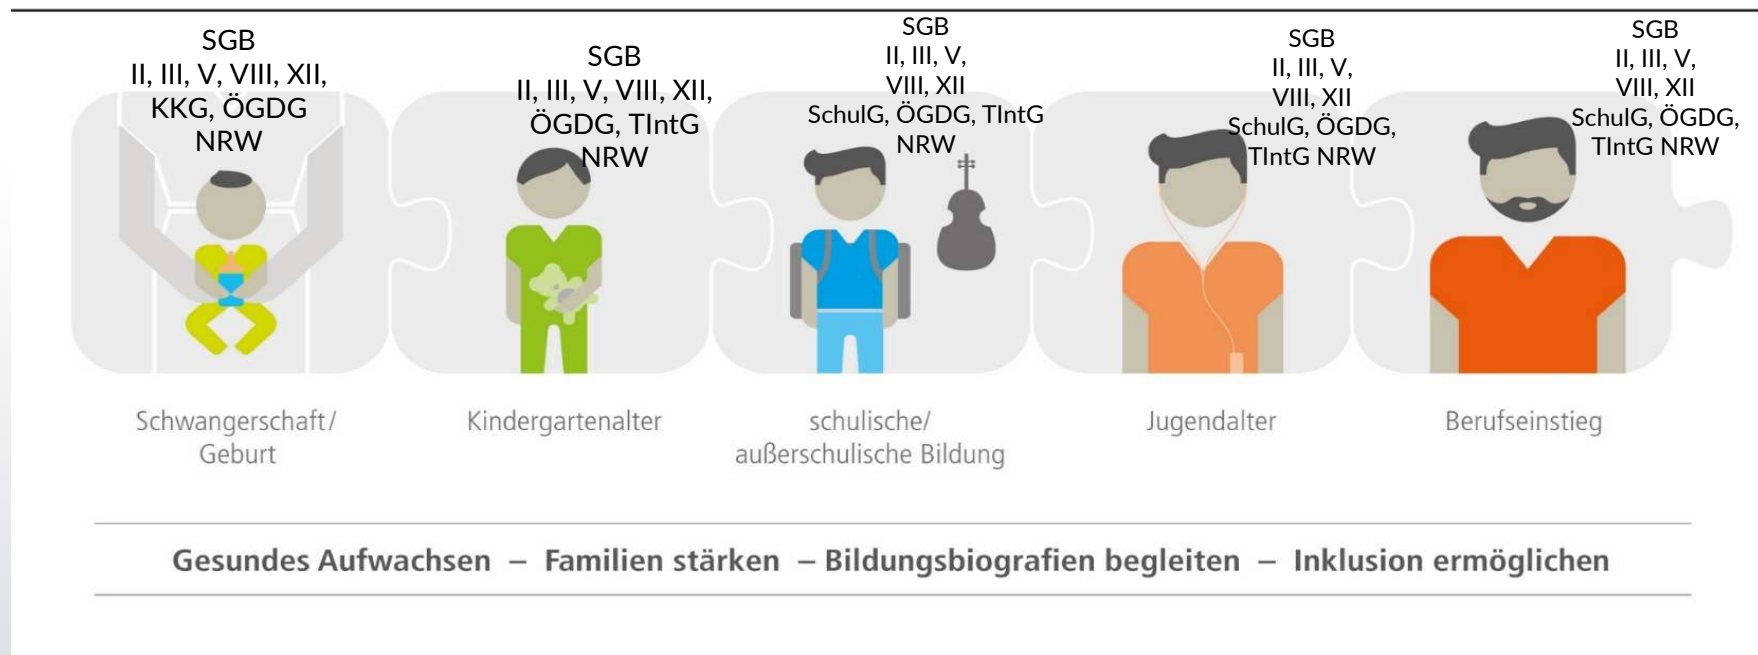 SGB
II, III, V, VIII, XII,
KKG, ÖGDG
NRW
SGB
II, III, V, VIII, XII,
ÖGDG, TIntG
NRW
SGB
II, III, V,
VIII, XII
SchulG, ÖGDG, TIntG
NRW
SGB
II, III, V,
VIII, XII
SchulG, ÖGDG,
TIntG NRW
SGB
II, III, V,
VIII, XII
SchulG, ÖGDG,
TIntG NRW
Schwangerschaft/
Geburt
Kindergartenalter
schulische/
außerschulische Bildung
Jugendalter
Berufseinstieg
Gesundes Aufwachsen – Familien stärken – Bildungsbiografien begleiten – Inklusion ermöglichen